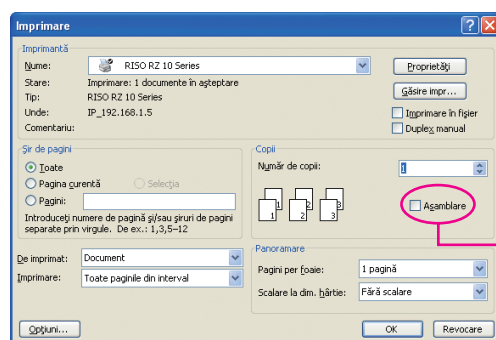 Imprimare
Imprimantă
Nume: RISO RZ 10 Series
Proprietăți
Stare: Imprimare: 1 documente în așteptare
Tip: RISO RZ 10 Series
Găsire impr...
Unde: IP_192.168.1.5
Imprimare în fișier
Comentariu:
Duplex manual
Șir de pagini
Copii
Toate
Număr de copii: 1
Pagina curentă
Selecția
Pagini:
Introduceți numere de pagină și/sau șiruri de pagini
separate prin virgule. De ex.: 1,3,5–12
1 1 2 2 3 3
Asamblare
De imprimat: Document
Imprimare: Toate paginile din interval
Panoramare
Pagini per foaie: 1 pagină
Scalare la dim. hârtie: Fără scalare
Opțiuni...
OK
Revocare